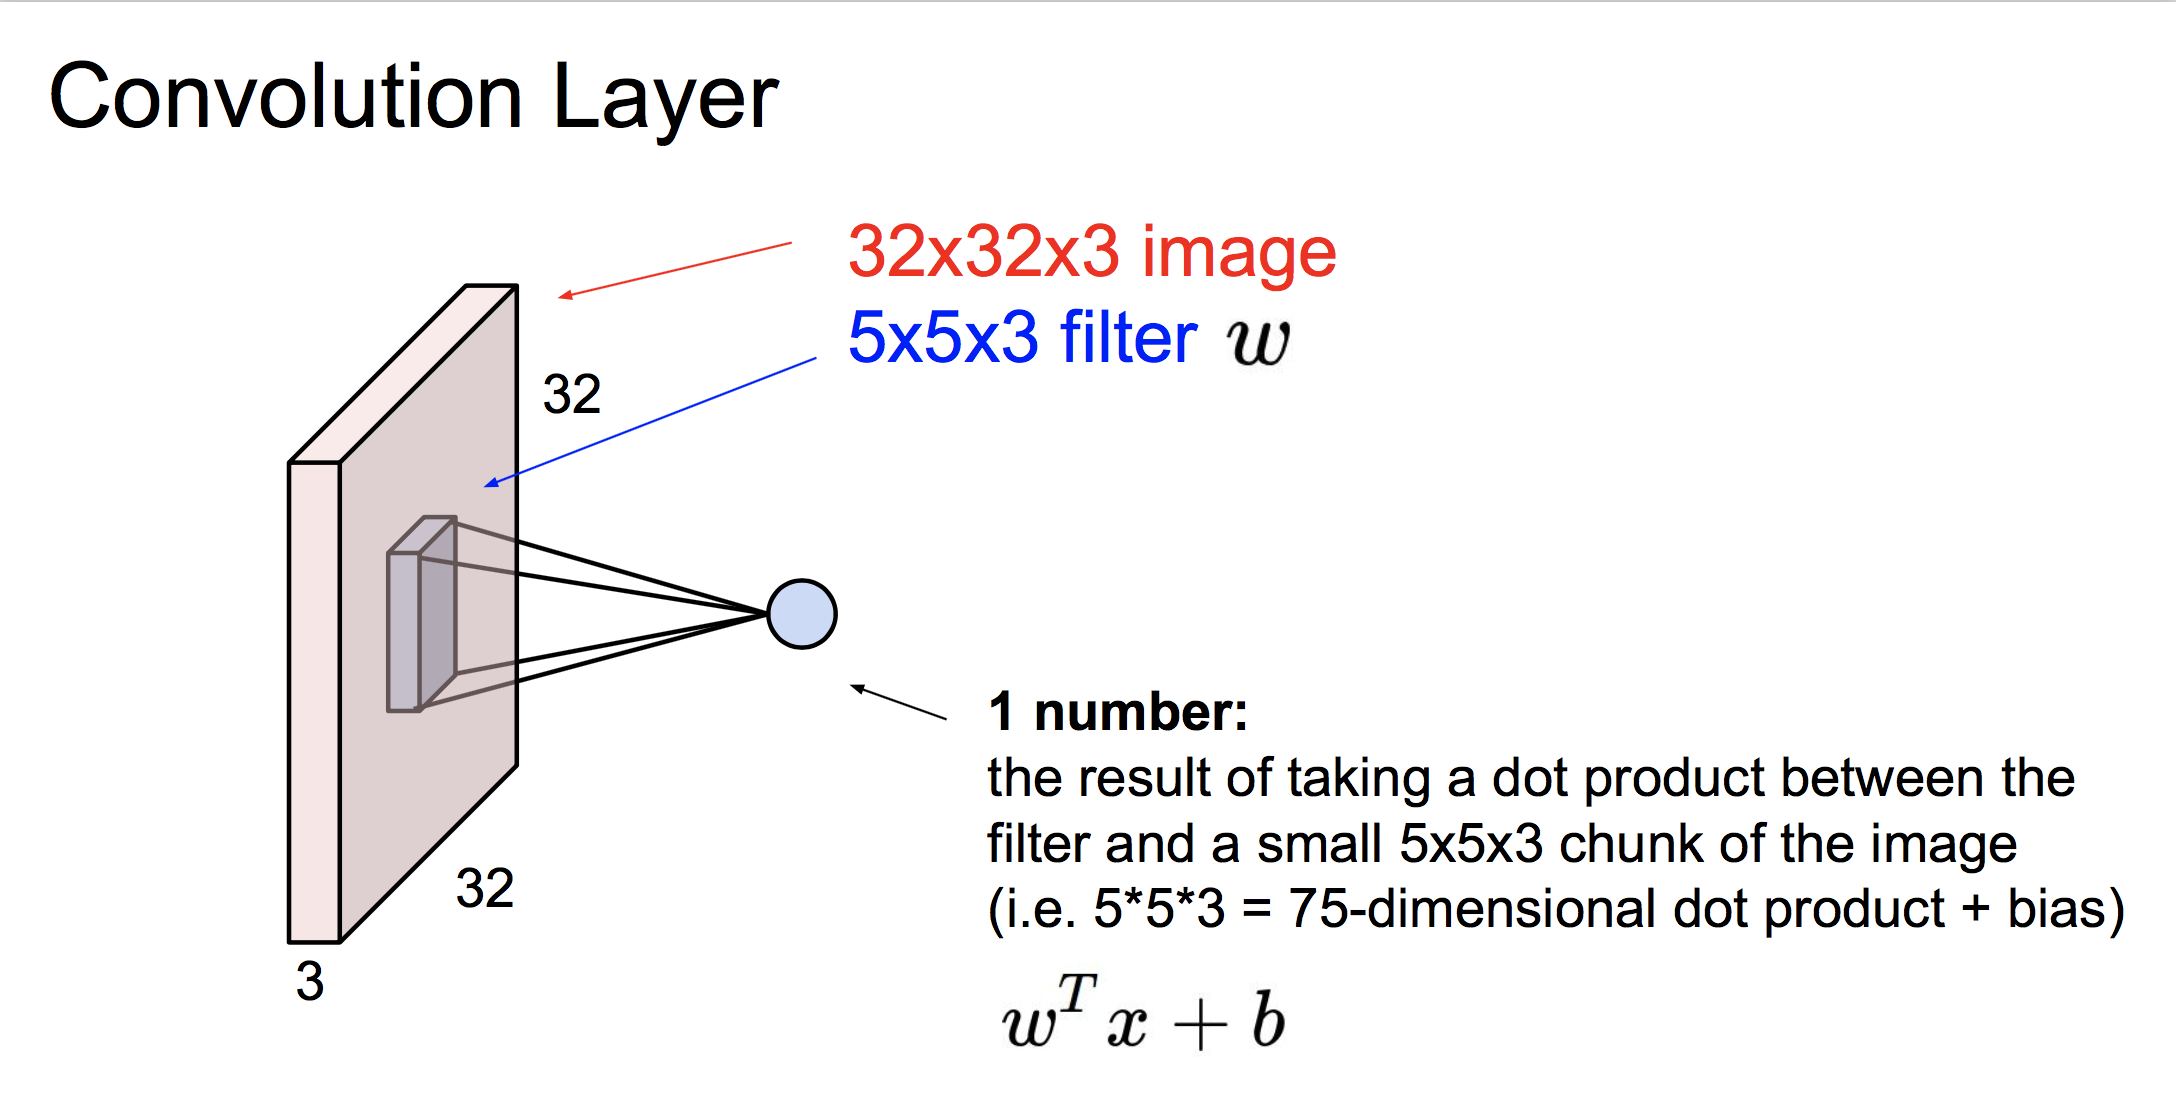 Convolution Layer
32x32x3 image
5x5x3 filter w
32
32
3
1 number:
the result of taking a dot product between the
filter and a small 5x5x3 chunk of the image
(i.e. 5*5*3 = 75-dimensional dot product + bias)
w^T x + b